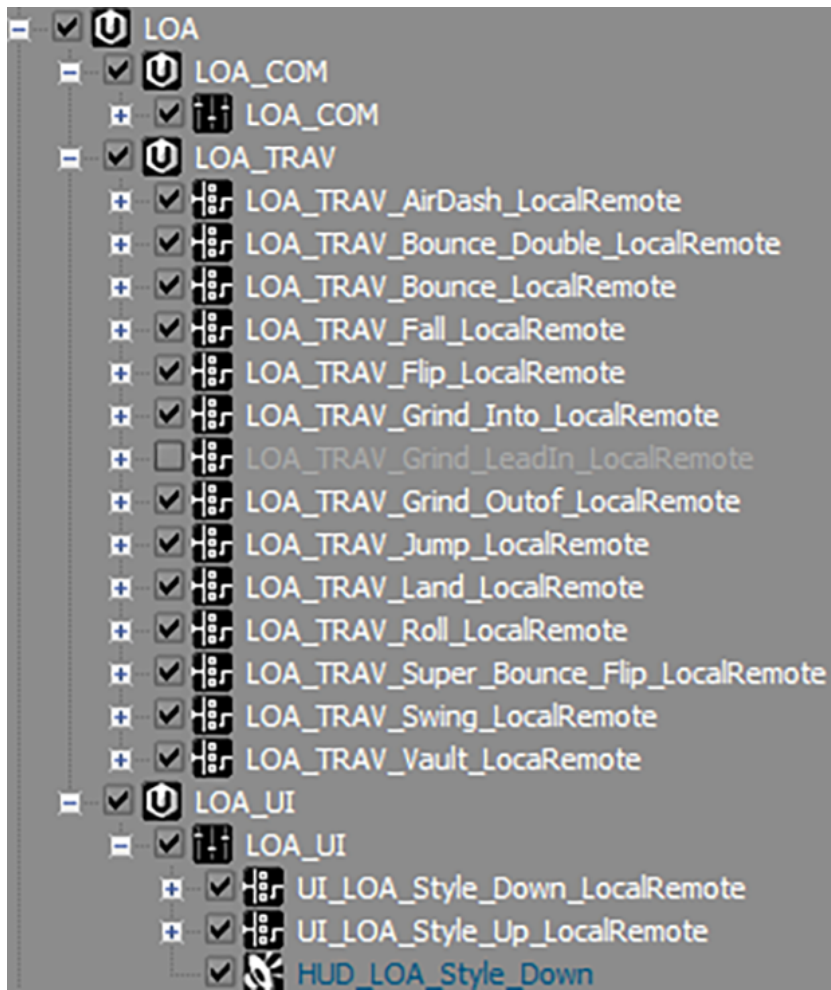 LOA
LOA_COM
LOA_COM
LOA_TRAV
LOA_TRAV_AirDash_LocalRemote
LOA_TRAV_Bounce_Double_LocalRemote
LOA_TRAV_Bounce_LocalRemote
LOA_TRAV_Fall_LocalRemote
LOA_TRAV_Flip_LocalRemote
LOA_TRAV_Grind_Into_LocalRemote
LOA_TRAV_Grind_LeadIn_LocalRemote
LOA_TRAV_Grind_Outof_LocalRemote
LOA_TRAV_Jump_LocalRemote
LOA_TRAV_Land_LocalRemote
LOA_TRAV_Roll_LocalRemote
LOA_TRAV_Super_Bounce_Flip_LocalRemote
LOA_TRAV_Swing_LocalRemote
LOA_TRAV_Vault_LocaRemote
LOA_UI
LOA_UI
UI_LOA_Style_Down_LocalRemote
UI_LOA_Style_Up_LocalRemote
HUD_LOA_Style_Down